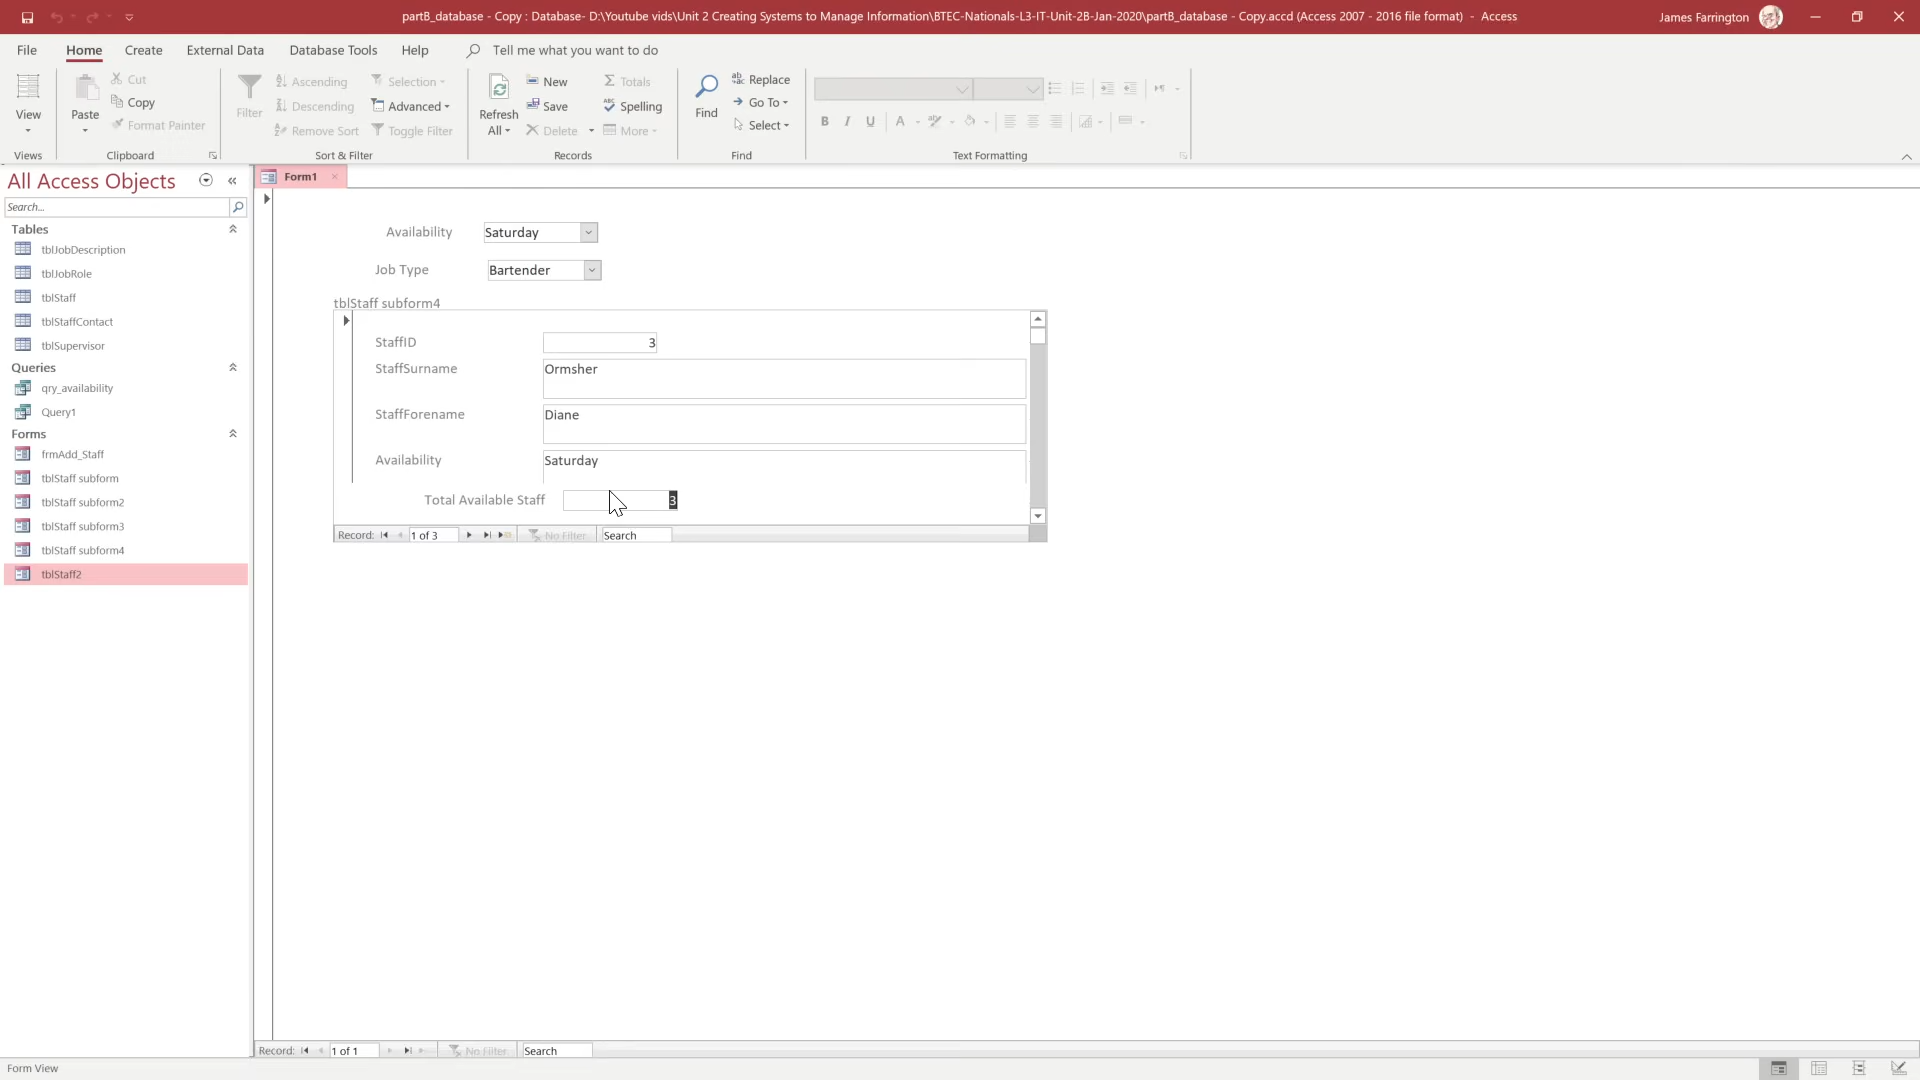 partB_database - Copy : Database- D:\Youtube vids\Unit 2 Creating Systems to Manage Information\BTEC-Nationals-L3-IT-Unit-2B-Jan-2020\partB_database - Copy.accd (Access 2007 - 2016 file format) - Access
James Farrington
File Home Create External Data Database Tools Help Tell me what you want to do
View
Views
Paste
Cut
Copy
Format Painter
Clipboard
Filter
Ascending
Descending
Remove Sort
Selection
Advanced
Toggle Filter
Sort & Filter
Refresh
All
New
Save
Delete
Totals
Spelling
More
Records
Find
Replace
Go To
Select
Find
B I U A
Text Formatting
All Access Objects
Search...
Tables
tblJobDescription
tblJobRole
tblStaff
tblStaffContact
tblSupervisor
Queries
qry_availability
Query1
Forms
frmAdd_Staff
tblStaff subform
tblStaff subform2
tblStaff subform3
tblStaff subform4
tblStaff2
Form1
Availability Saturday
Job Type Bartender
tblStaff subform4
StaffID 3
StaffSurname Ormsher
StaffForename Diane
Availability Saturday
Total Available Staff 3
Record: 1 of 3 No Filter Search
Record: 1 of 1 No Filter Search
Form View